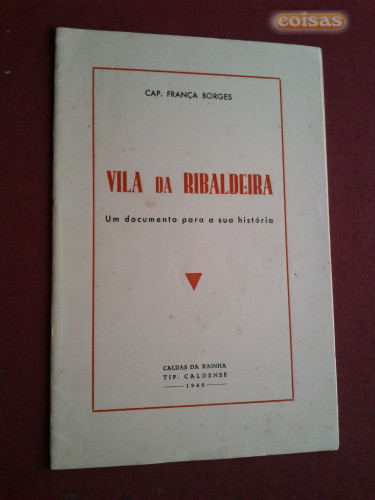 coisas
CAP. FRANÇA BORGES
VILA DA RIBALDEIRA
Um documento para a sua história
CALDAS DA RAINHA
TIP. CALDENSE